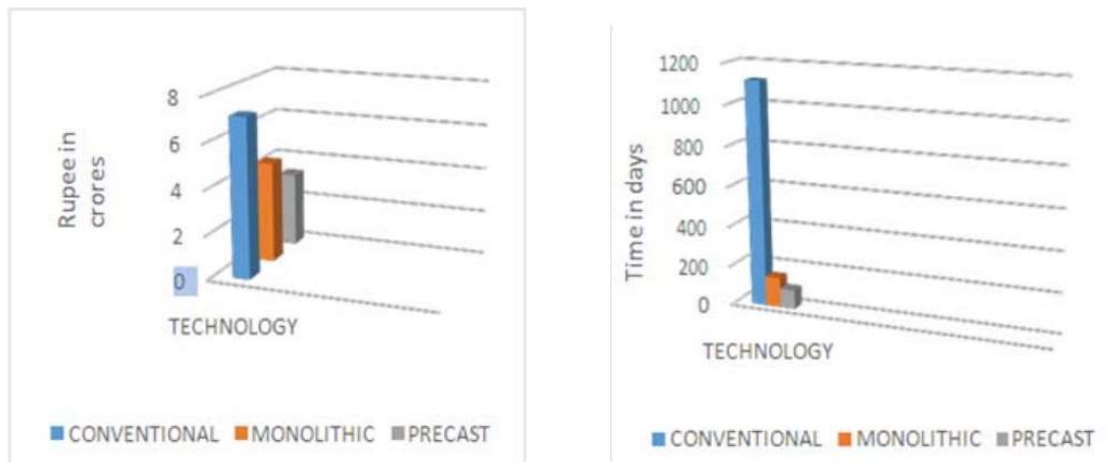 8
6
4
2
0
Rupee in
crores
TECHNOLOGY
CONVENTIONAL MONOLITHIC PRECAST
1200
1000
800
600
400
200
0
Time in days
TECHNOLOGY
CONVENTIONAL MONOLITHIC PRECAST